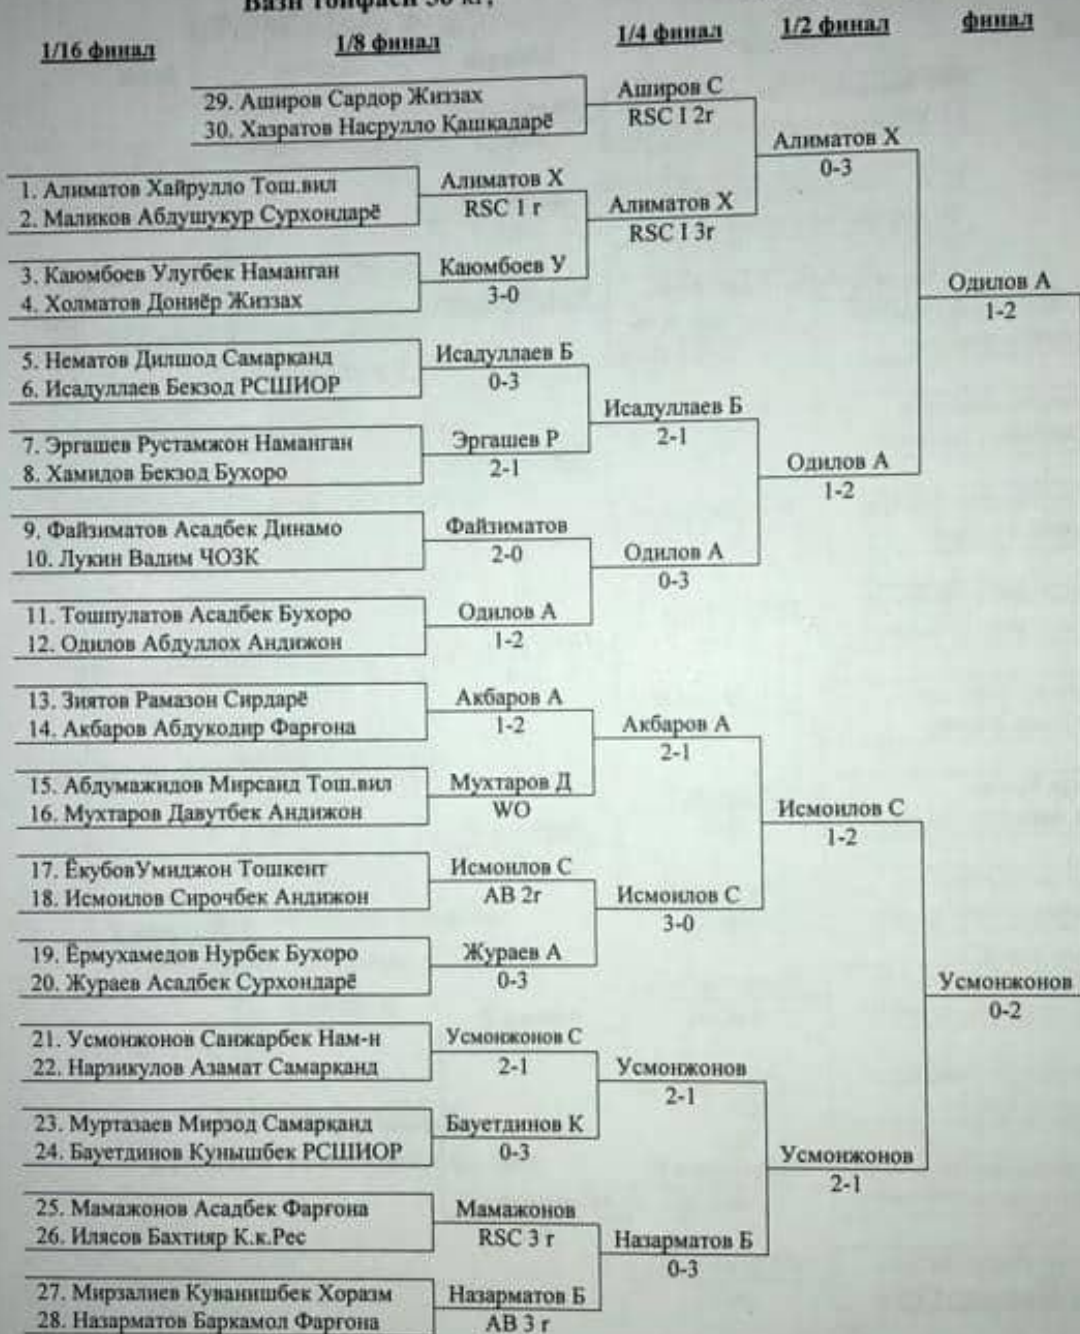 Вазн тоифаси
1/16 финал
1/8 финал
1/4 финал
1/2 финал
финал
29. Аширов Сардор Жиззах
30. Хазратов Насрулло Қашкадарё
Аширов С
RSC I 2r
Алиматов Х
0-3
1. Алиматов Хайрулло Тош.вил
2. Маликов Абдушукур Сурхондарё
Алиматов Х
RSC 1 r
Алиматов Х
RSC I 3r
3. Каюмбоев Улугбек Наманган
4. Холматов Дониёр Жиззах
Каюмбоев У
3-0
Одилов А
1-2
5. Нематов Дилшод Самарканд
6. Исадуллаев Бекзод РСШИОР
Исадуллаев Б
0-3
Исадуллаев Б
2-1
7. Эргашев Рустамжон Наманган
8. Хамидов Бекзод Бухоро
Эргашев Р
2-1
Одилов А
1-2
9. Файзиматов Асадбек Динамо
10. Лукин Вадим ЧОЗК
Файзиматов
2-0
Одилов А
0-3
11. Тошпулатов Асадбек Бухоро
12. Одилов Абдуллох Андижон
Одилов А
1-2
13. Зиятов Рамазон Сирдарё
14. Акбаров Абдукодир Фаргона
Акбаров А
1-2
Акбаров А
2-1
15. Абдумажидов Мирсаид Тош.вил
16. Мухтаров Давутбек Андижон
Мухтаров Д
WO
Исмоилов С
1-2
17. ЁкубовУмиджон Тошкент
18. Исмоилов Сирочбек Андижон
Исмоилов С
АВ 2r
Исмоилов С
3-0
19. Ёрмухамедов Нурбек Бухоро
20. Жураев Асадбек Сурхондарё
Жураев А
0-3
Усмонжонов
0-2
21. Усмонжонов Санжарбек Нам-н
22. Нарзикулов Азамат Самарканд
Усмонжонов С
2-1
Усмонжонов
2-1
23. Муртазаев Мирзод Самарканд
24. Бауетдинов Кунышбек РСШИОР
Бауетдинов К
0-3
Усмонжонов
2-1
25. Мамажонов Асадбек Фаргона
26. Илясов Бахтияр К.к.Рес
Мамажонов
RSC 3 r
Назарматов Б
0-3
27. Мирзалиев Куванишбек Хоразм
28. Назарматов Баркамол Фаргона
Назарматов Б
АВ 3 r